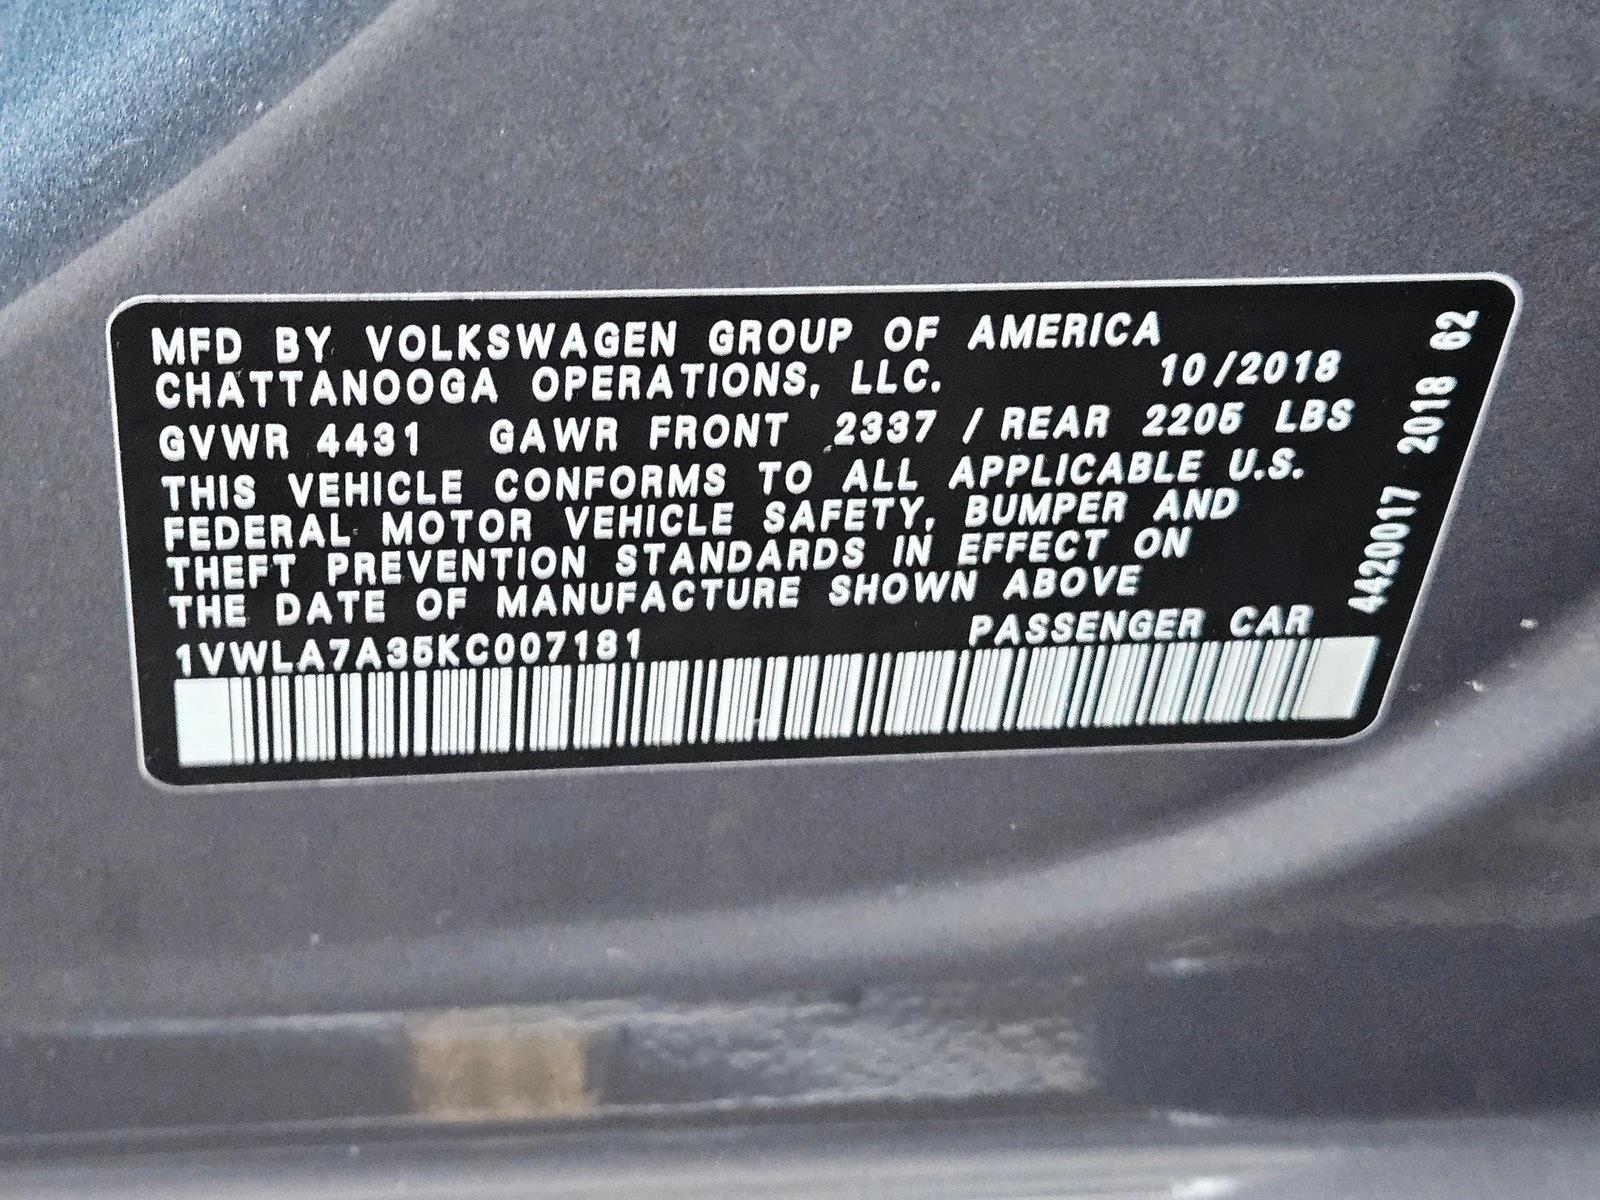 MFD BY VOLKSWAGEN GROUP OF AMERICA
CHATTANOOGA OPERATIONS, LLC. 10/2018
GVWR 4431 GAWR FRONT 2337 / REAR 2205 LBS
THIS VEHICLE CONFORMS TO ALL APPLICABLE U.S.
FEDERAL MOTOR VEHICLE SAFETY, BUMPER AND
THEFT PREVENTION STANDARDS IN EFFECT ON
THE DATE OF MANUFACTURE SHOWN ABOVE
1VWLA7A35KC007181 PASSENGER CAR
4420017 2018 62